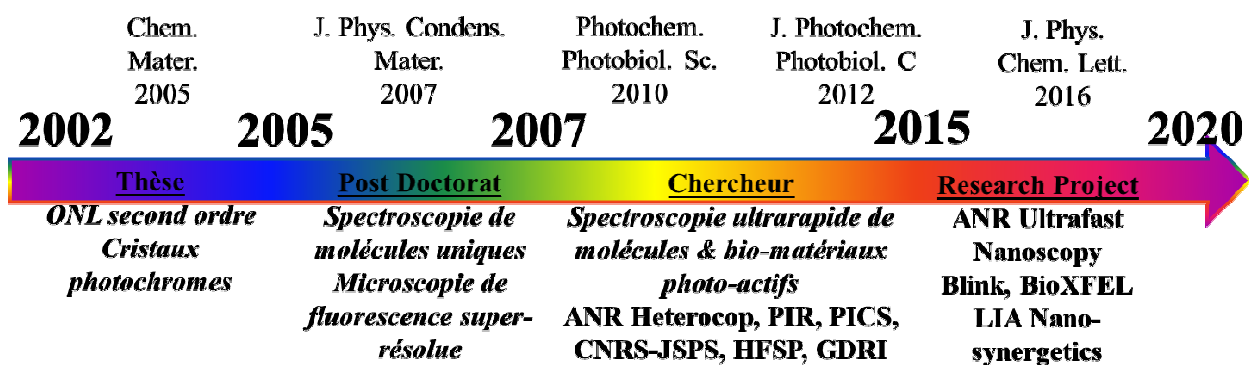 Chem.
Mater.
2005
J. Phys. Condens.
Mater.
2007
Photochem.
Photobiol. Sc.
2010
J. Photochem.
Photobiol. C
2012
J. Phys.
Chem. Lett.
2016
2002
2005
2007
2015
2020
Thèse
ONL second ordre
Cristaux
photochromes
Post Doctorat
Spectroscopie de
molécules uniques
Microscopie de
fluorescence super-
résolue
Chercheur
Spectroscopie ultrarapide de
molécules & bio-matériaux
photo-actifs
ANR Heterocop, PIR, PICS,
CNRS-JSPS, HFSP, GDRI
Research Project
ANR Ultrafast
Nanoscopy
Blink, BioXFEL
LIA Nano-
synergetics